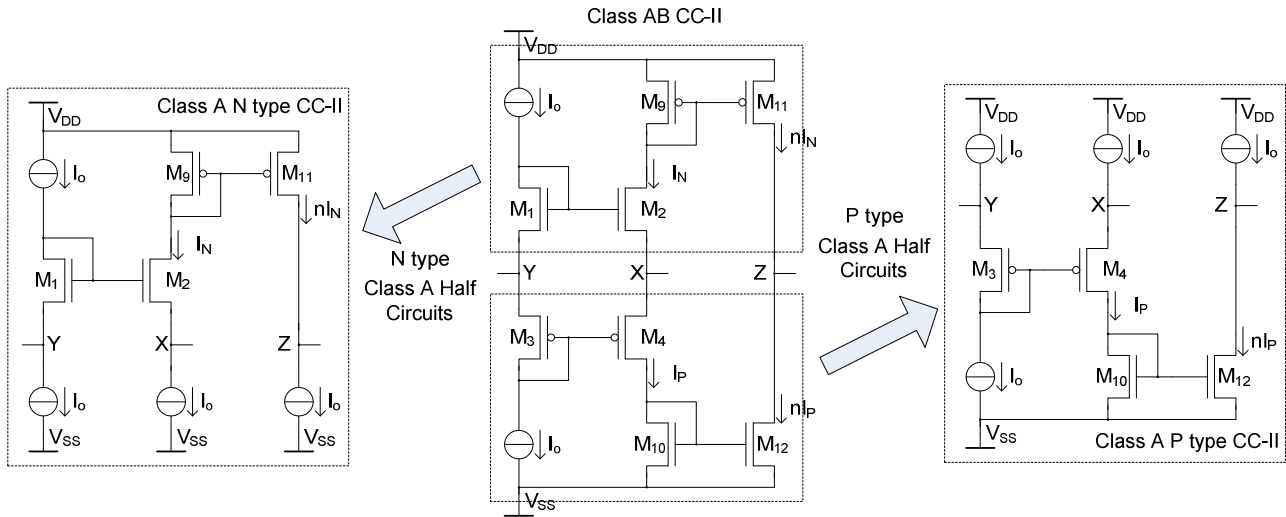 Class AB CC-II
Class A N type CC-II
V_DD
I_o
M_9
M_11
nI_N
I_N
M_1
M_2
Y
X
Z
I_o
I_o
I_o
V_SS
V_SS
V_SS
N type
Class A Half
Circuits
V_DD
I_o
M_9
M_11
nI_N
I_N
M_1
M_2
Y
X
Z
M_3
M_4
I_P
nI_P
I_o
M_10
M_12
V_SS
P type
Class A Half
Circuits
V_DD
V_DD
V_DD
I_o
I_o
I_o
Y
X
Z
M_3
M_4
I_P
nI_P
I_o
M_10
M_12
V_SS
Class A P type CC-II